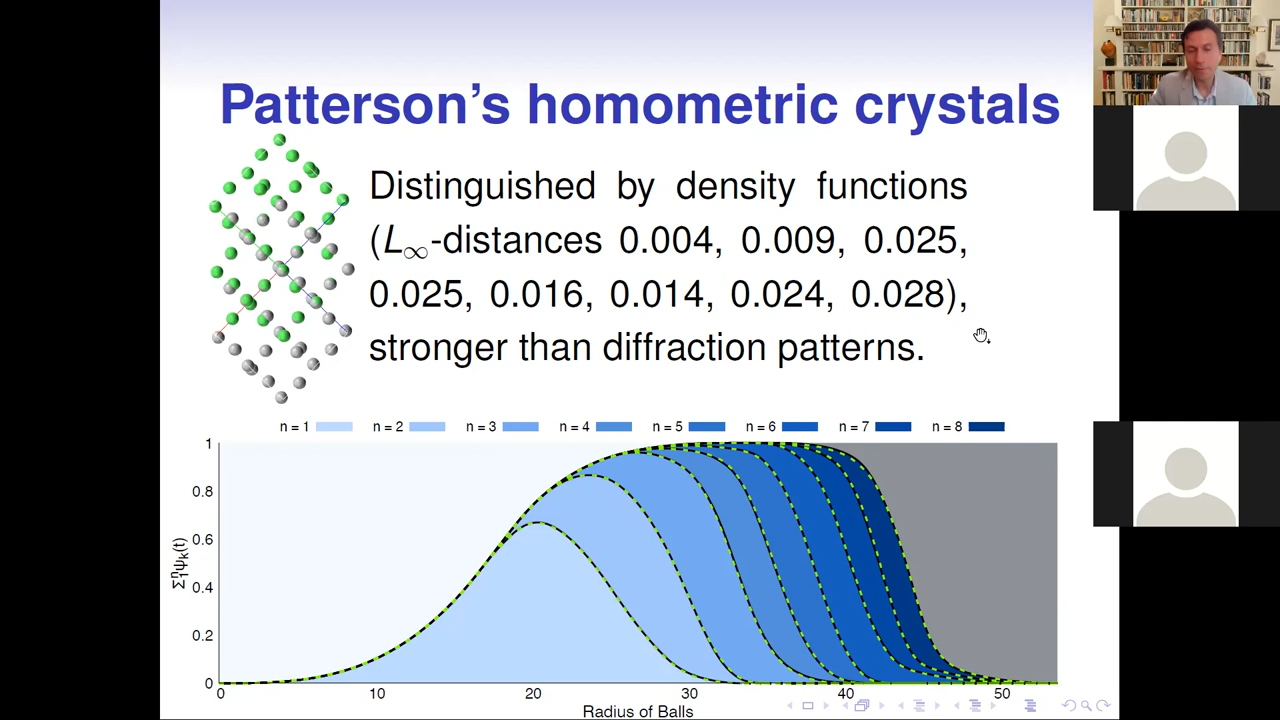 Patterson's homometric crystals
Distinguished by density functions
(L∞-distances 0.004, 0.009, 0.025,
0.025, 0.016, 0.014, 0.024, 0.028),
stronger than diffraction patterns.
n = 1 n = 2 n = 3 n = 4 n = 5 n = 6 n = 7 n = 8
1
0.8
0.6
0.4
0.2
0
Σ₁ⁿψₖ(t)
0 10 20 30 40 50
Radius of Balls